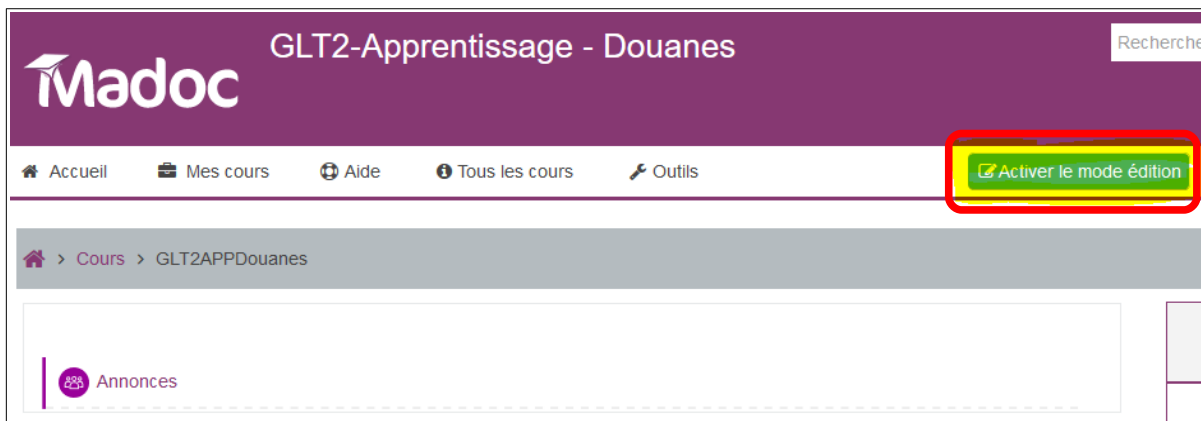 GLT2-Apprentissage - Douanes
Recherche
Madoc
Accueil Mes cours Aide Tous les cours Outils Activer le mode édition
> Cours > GLT2APPDouanes
Annonces